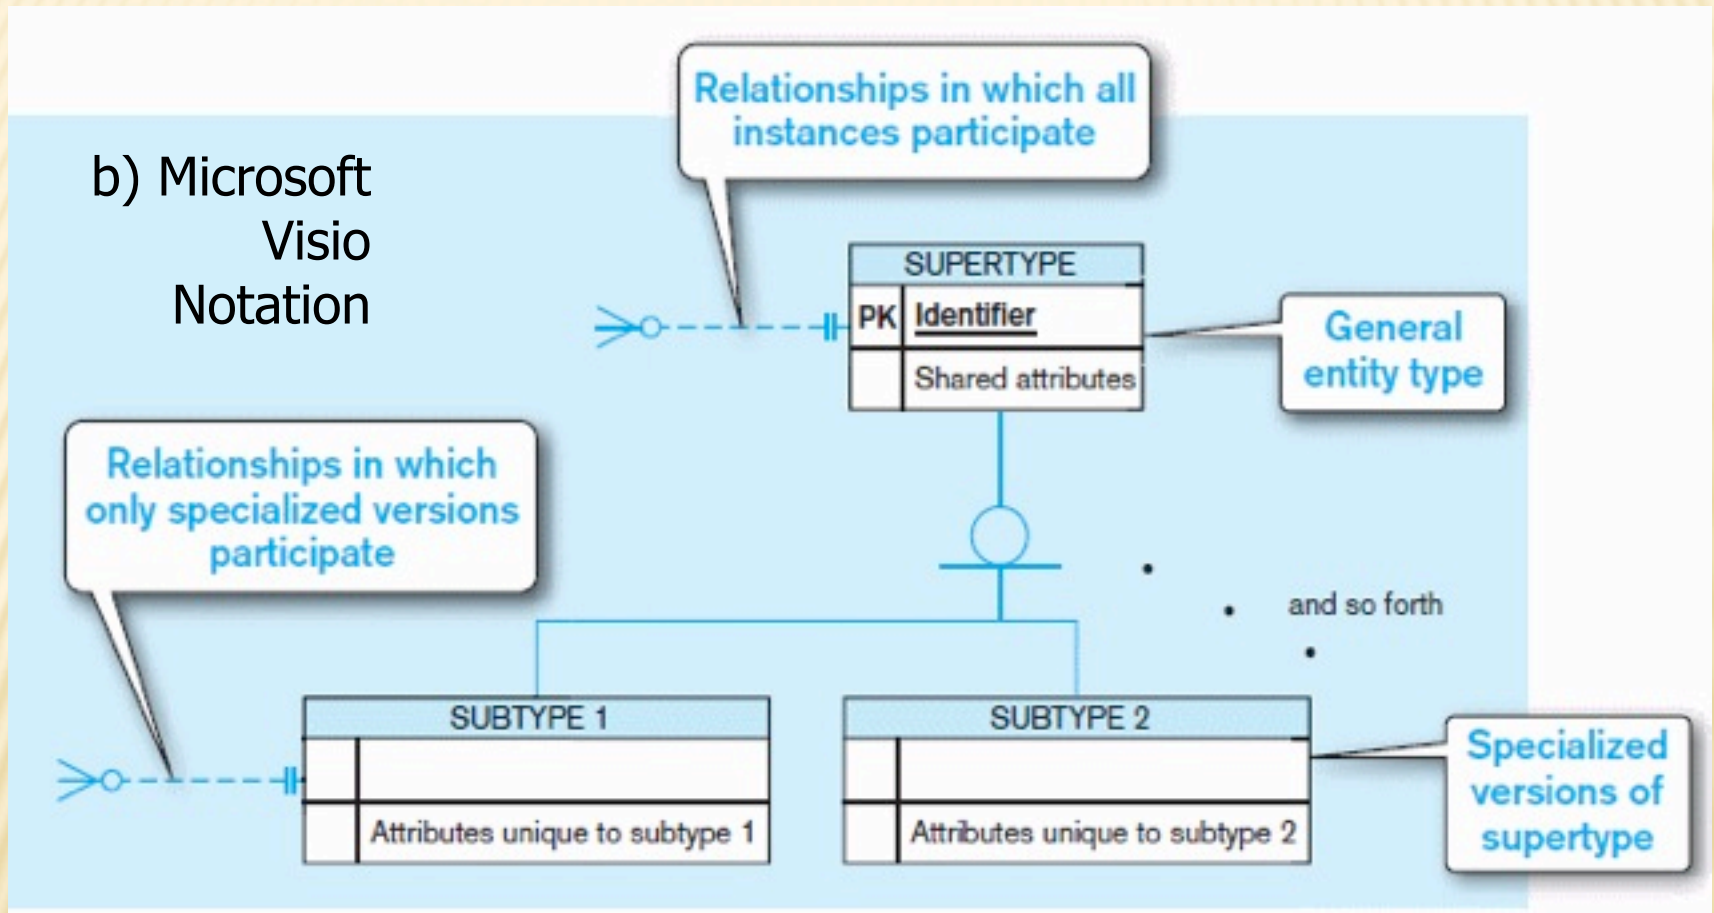 Relationships in which all
instances participate
b) Microsoft
Visio
Notation
SUPERTYPE
PK Identifier
Shared attributes
General
entity type
Relationships in which
only specialized versions
participate
and so forth
SUBTYPE 1
Attributes unique to subtype 1
SUBTYPE 2
Attributes unique to subtype 2
Specialized
versions of
supertype